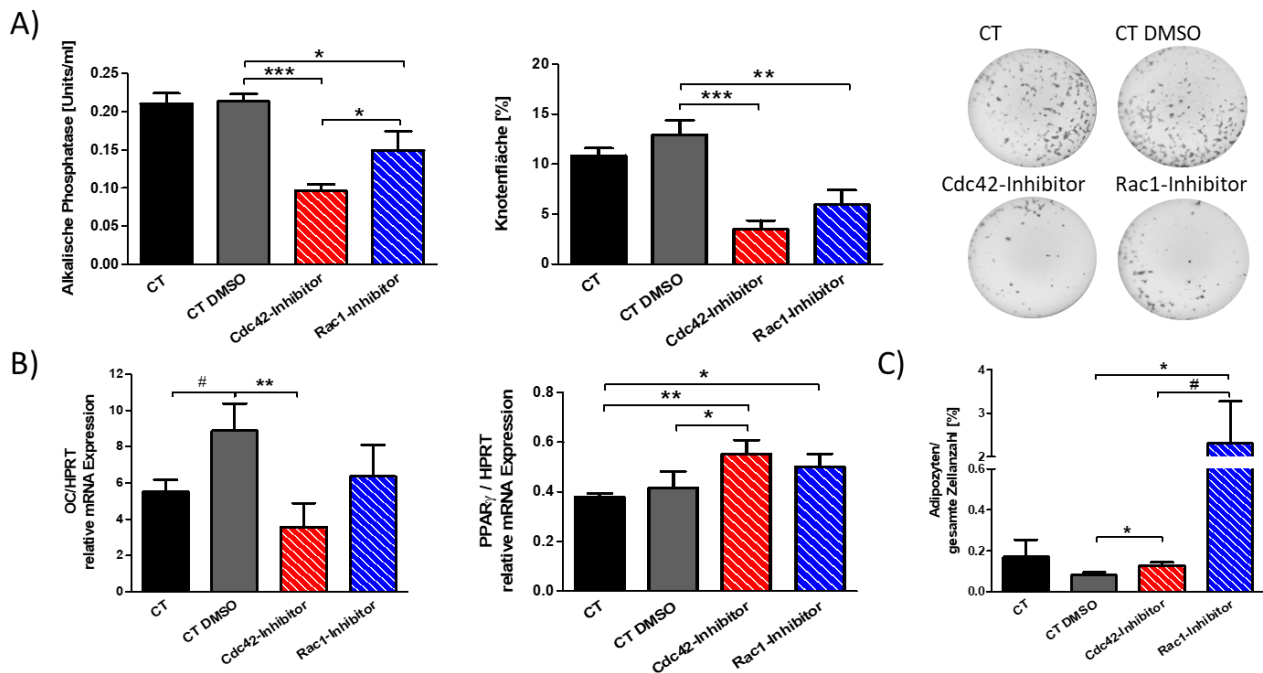 A)
Alkalische Phosphatase [Units/ml]
0.25
0.20
0.15
0.10
0.05
0.00
*
***
*
CT
CT DMSO
Cdc42-Inhibitor
Rac1-Inhibitor
Knotenfläche [%]
20
15
10
5
0
**
***
CT
CT DMSO
Cdc42-Inhibitor
Rac1-Inhibitor
CT
CT DMSO
Cdc42-Inhibitor
Rac1-Inhibitor
B)
OC/HPRT
relative mRNA Expression
12
10
8
6
4
2
0
#
**
CT
CT DMSO
Cdc42-Inhibitor
Rac1-Inhibitor
PPARγ / HPRT
relative mRNA Expression
0.8
0.6
0.4
0.2
0.0
*
**
*
CT
CT DMSO
Cdc42-Inhibitor
Rac1-Inhibitor
C)
Adipozyten/
gesamte Zellanzahl [%]
4
3
2
0.6
0.4
0.2
0.0
*
#
*
CT
CT DMSO
Cdc42-Inhibitor
Rac1-Inhibitor